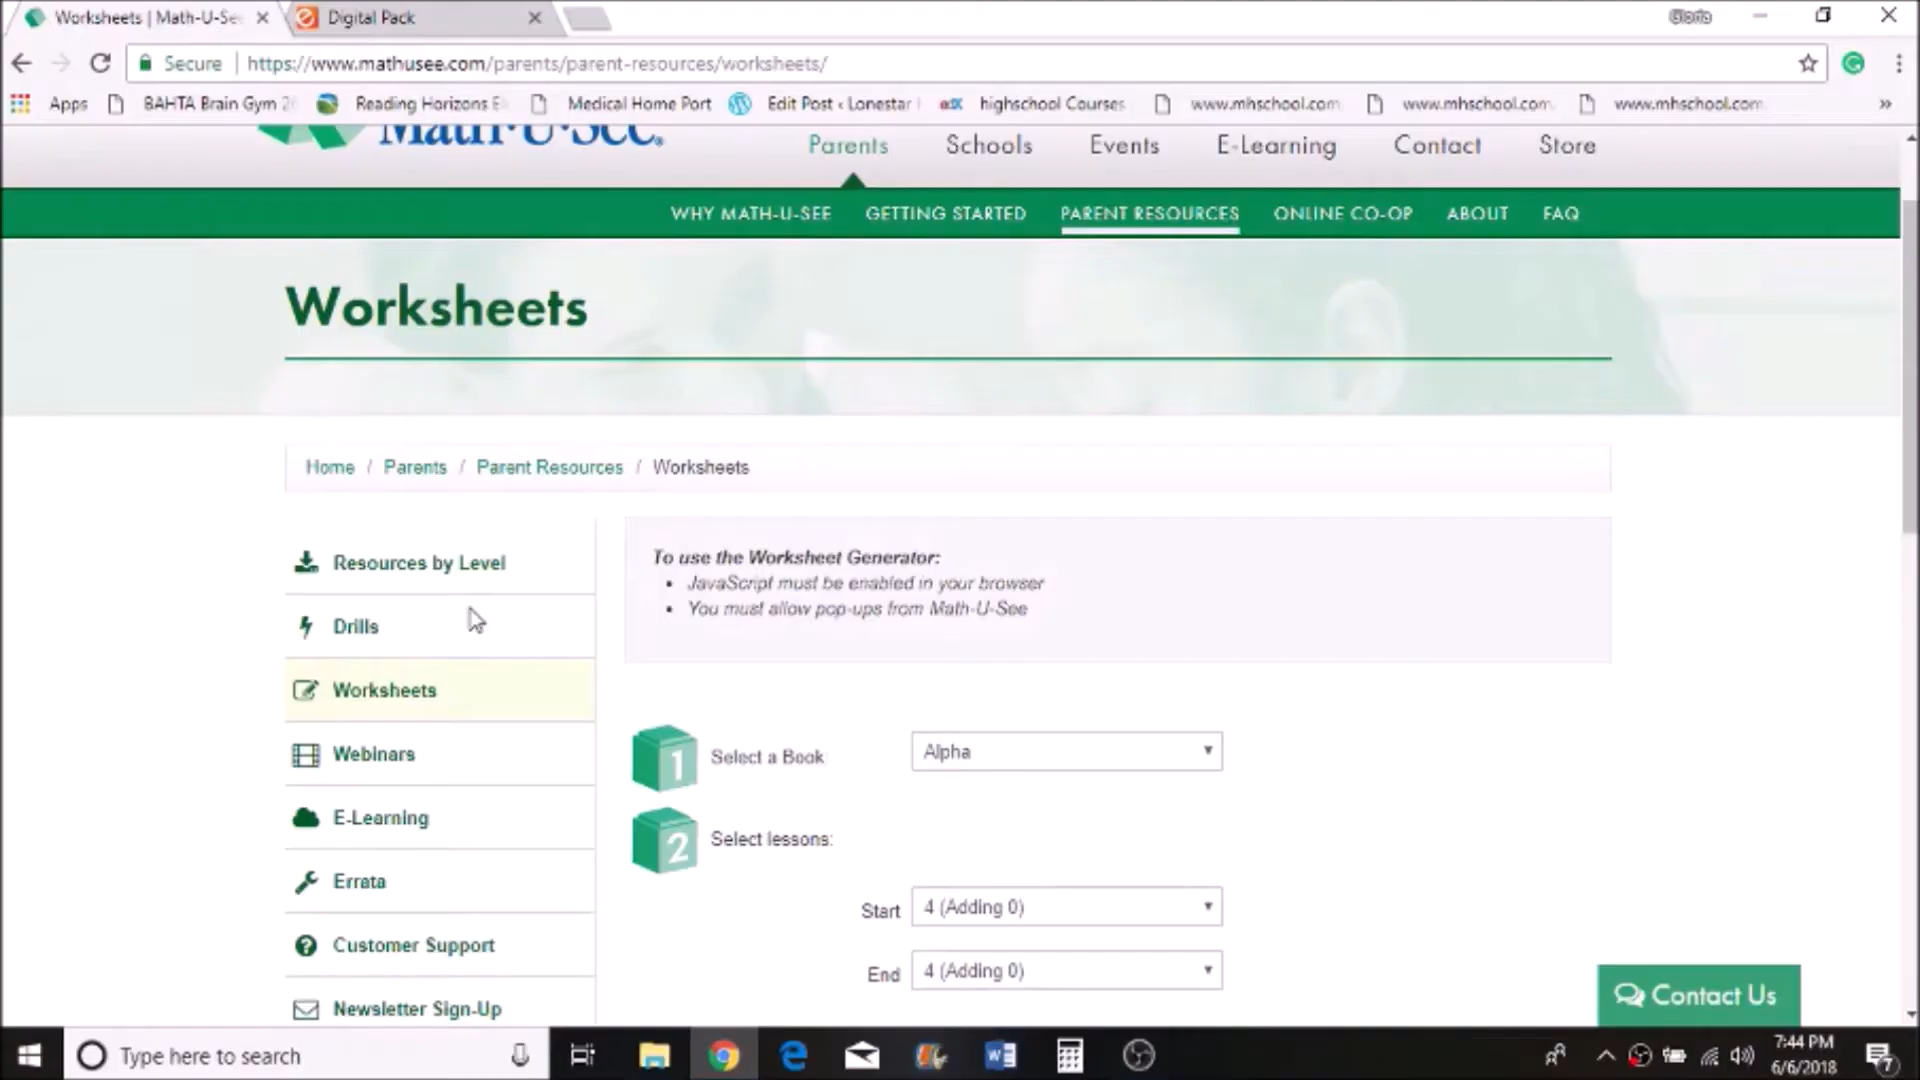 Worksheets | Math-U-Se
Digital Pack
Gloria
Secure
https://www.mathusee.com/parents/parent-resources/worksheets/
Apps
BAHTA Brain Gym 2
Reading Horizons E
Medical Home Port
Edit Post ‹ Lonestar
edX
highschool Courses
www.mhschool.com
www.mhschool.com
www.mhschool.com
»
Math-U-See®
Parents
Schools
Events
E-Learning
Contact
Store
WHY MATH-U-SEE
GETTING STARTED
PARENT RESOURCES
ONLINE CO-OP
ABOUT
FAQ
Worksheets
Home / Parents / Parent Resources / Worksheets
Resources by Level
Drills
Worksheets
Webinars
E-Learning
Errata
Customer Support
Newsletter Sign-Up
To use the Worksheet Generator:
• JavaScript must be enabled in your browser
• You must allow pop-ups from Math-U-See
1 Select a Book: Alpha
2 Select lessons:
Start 4 (Adding 0)
End 4 (Adding 0)
Contact Us
Type here to search
7:44 PM
6/6/2018
7